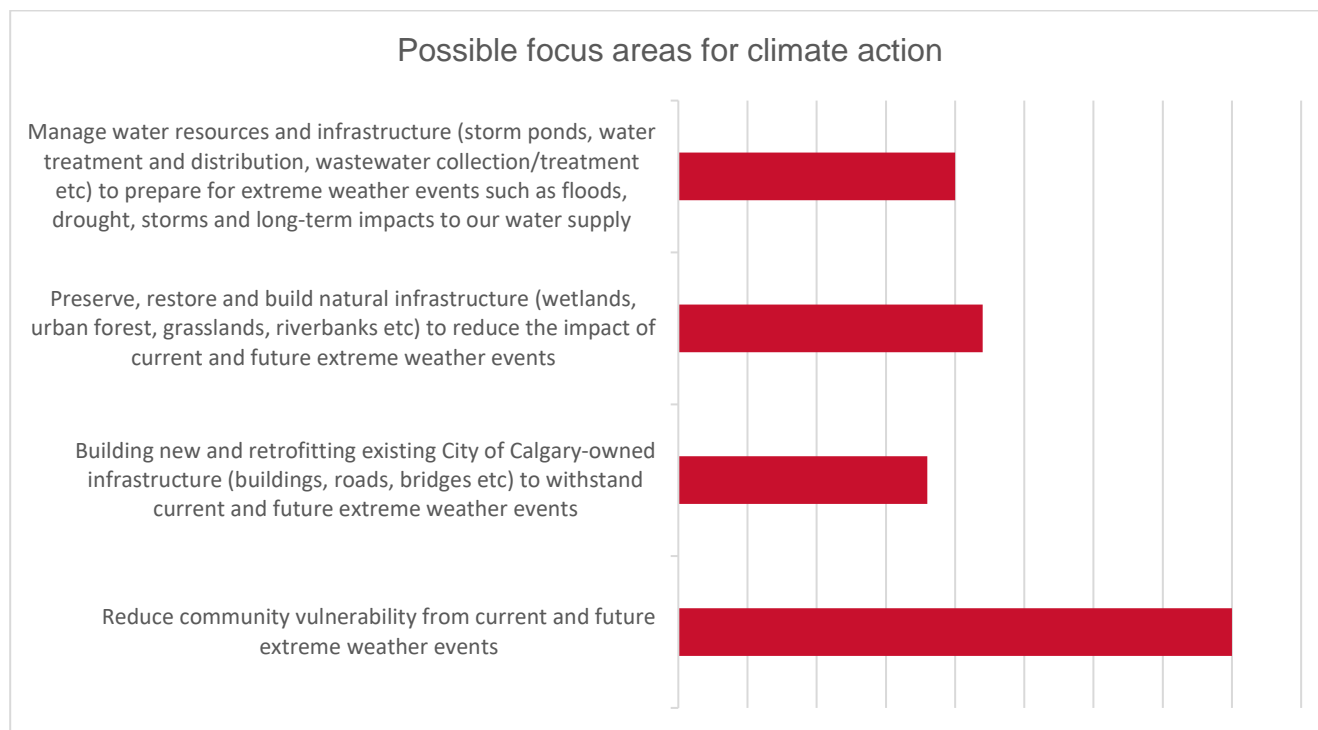 Possible focus areas for climate action
Manage water resources and infrastructure (storm ponds, water
treatment and distribution, wastewater collection/treatment
etc) to prepare for extreme weather events such as floods,
drought, storms and long-term impacts to our water supply
Preserve, restore and build natural infrastructure (wetlands,
urban forest, grasslands, riverbanks etc) to reduce the impact of
current and future extreme weather events
Building new and retrofitting existing City of Calgary-owned
infrastructure (buildings, roads, bridges etc) to withstand
current and future extreme weather events
Reduce community vulnerability from current and future
extreme weather events